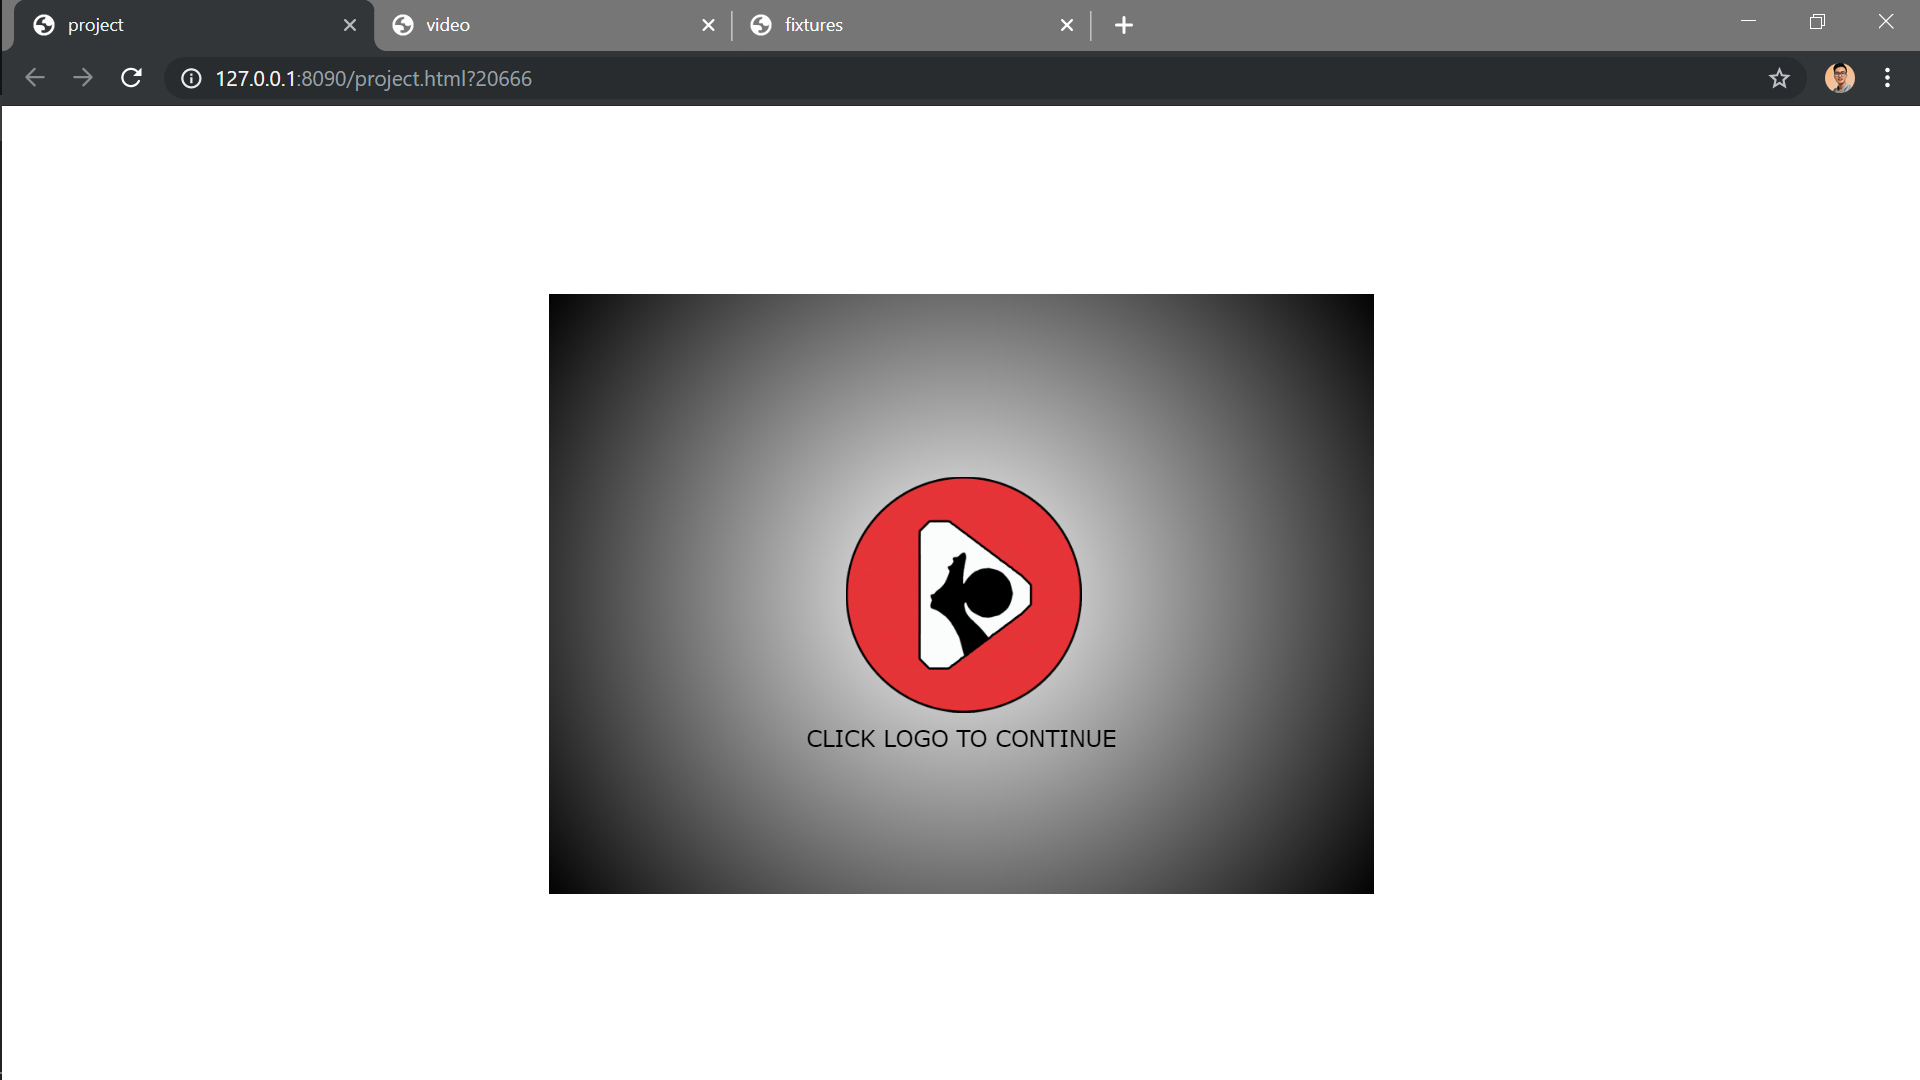 project
video
fixtures
127.0.0.1:8090/project.html?20666
CLICK LOGO TO CONTINUE